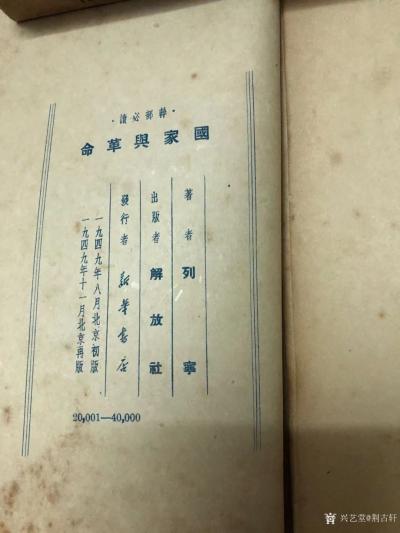 ·幹部必讀·
國家與革命
著者 列寧
出版者 解放社
發行者 新華書店
一九四九年八月北京初版
一九四九年十一月北京再版
20,001—40,000
兴艺堂@荆古轩